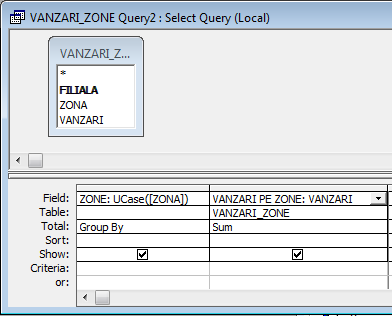 VANZARI_ZONE Query2 : Select Query (Local)
VANZARI_Z...
*
FILIALA
ZONA
VANZARI
Field: ZONE: UCase([ZONA]) VANZARI PE ZONE: VANZARI
Table: VANZARI_ZONE
Total: Group By Sum
Sort:
Show:
Criteria:
or: